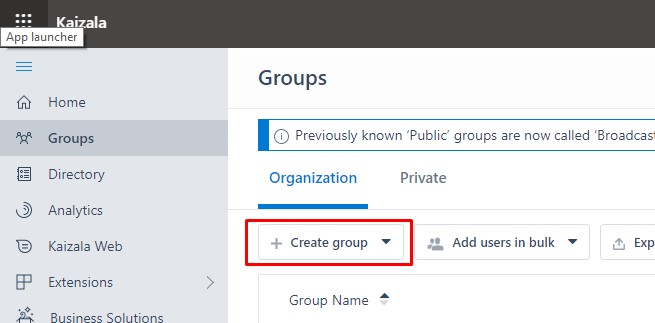 Kaizala
App launcher
Home
Groups
Directory
Analytics
Kaizala Web
Extensions
Business Solutions
Groups
Previously known ‘Public’ groups are now called ‘Broadcast
Organization Private
Create group Add users in bulk Exp
Group Name